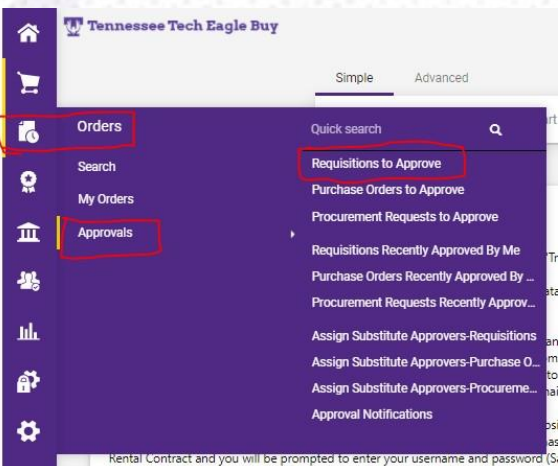 Tennessee Tech Eagle Buy
Simple Advanced
Orders
Search
My Orders
Approvals
Quick search
Requisitions to Approve
Purchase Orders to Approve
Procurement Requests to Approve
Requisitions Recently Approved By Me
Purchase Orders Recently Approved By ...
Procurement Requests Recently Approv...
Assign Substitute Approvers-Requisitions
Assign Substitute Approvers-Purchase O...
Assign Substitute Approvers-Procureme...
Approval Notifications
Rental Contract and you will be prompted to enter your username and password (SA